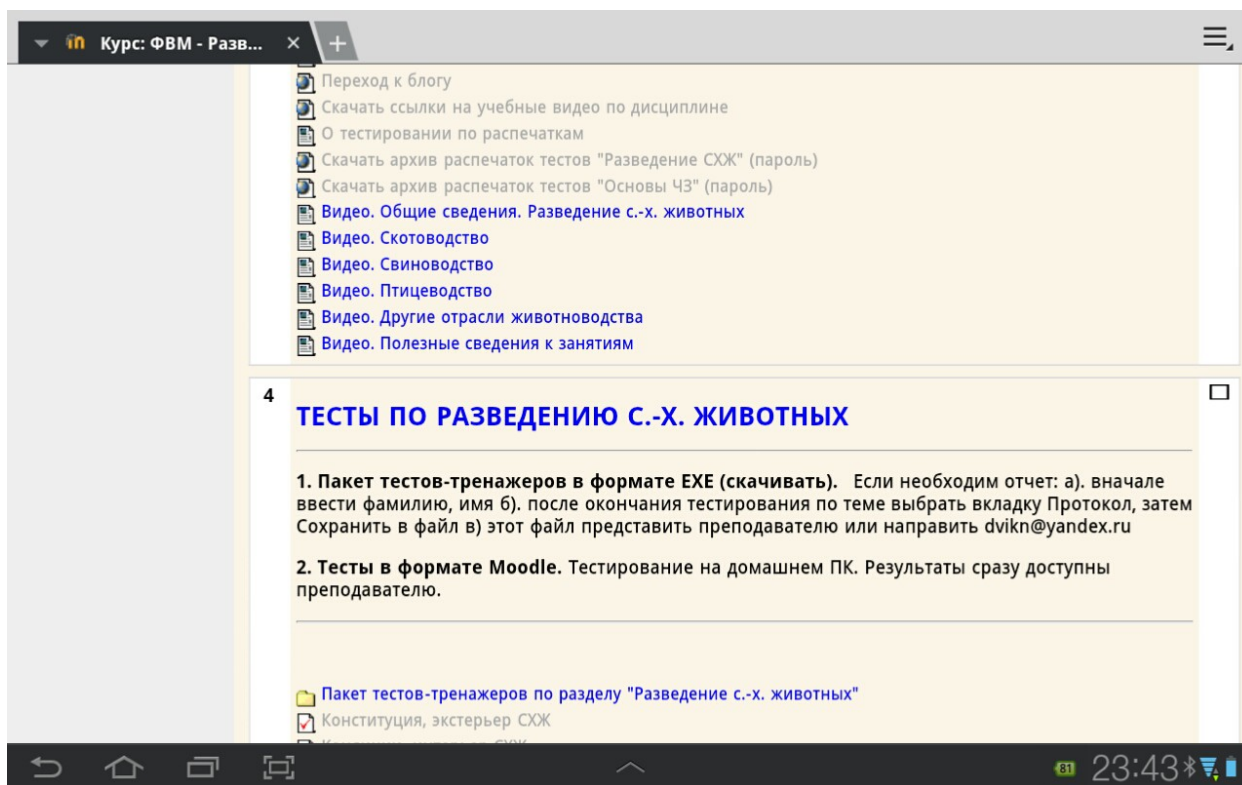 in Курс: ФВМ - Разв...
Переход к блогу
Скачать ссылки на учебные видео по дисциплине
О тестировании по распечаткам
Скачать архив распечаток тестов "Разведение СХЖ" (пароль)
Скачать архив распечаток тестов "Основы ЧЗ" (пароль)
Видео. Общие сведения. Разведение с.-х. животных
Видео. Скотоводство
Видео. Свиноводство
Видео. Птицеводство
Видео. Другие отрасли животноводства
Видео. Полезные сведения к занятиям
4
ТЕСТЫ ПО РАЗВЕДЕНИЮ С.-Х. ЖИВОТНЫХ
1. Пакет тестов-тренажеров в формате EXE (скачивать). Если необходим отчет: а). вначале
ввести фамилию, имя б). после окончания тестирования по теме выбрать вкладку Протокол, затем
Сохранить в файл в) этот файл представить преподавателю или направить dvikn@yandex.ru
2. Тесты в формате Moodle. Тестирование на домашнем ПК. Результаты сразу доступны
преподавателю.
Пакет тестов-тренажеров по разделу "Разведение с.-х. животных"
Конституция, экстерьер СХЖ
81 23:43